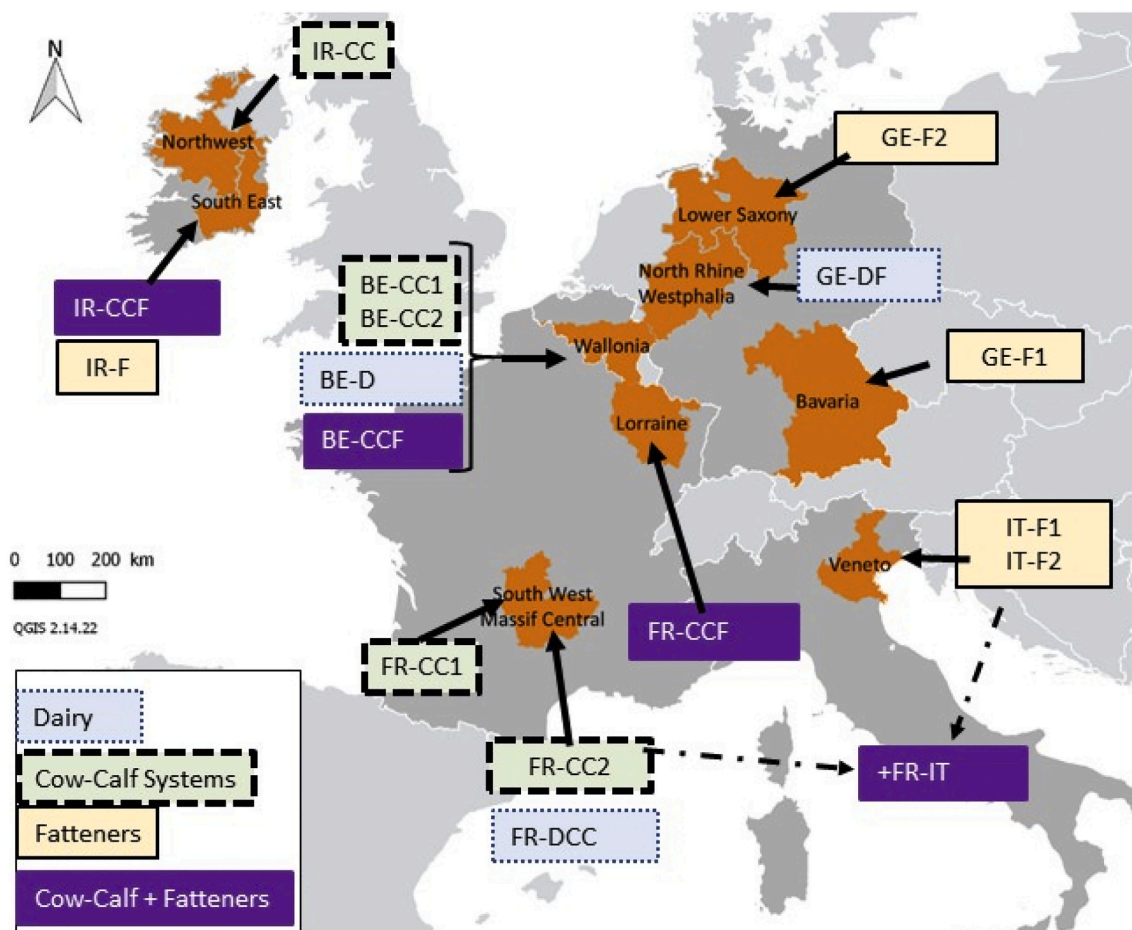 N
IR-CC
Northwest
South East
IR-CCF
IR-F
GE-F2
Lower Saxony
North Rhine
Westphalia
GE-DF
BE-CC1
BE-CC2
BE-D
BE-CCF
Wallonia
Lorraine
GE-F1
Bavaria
IT-F1
IT-F2
Veneto
0 100 200 km
QGIS 2.14.22
South West
Massif Central
FR-CC1
FR-CCF
FR-CC2
FR-DCC
+FR-IT
Dairy
Cow-Calf Systems
Fatteners
Cow-Calf + Fatteners